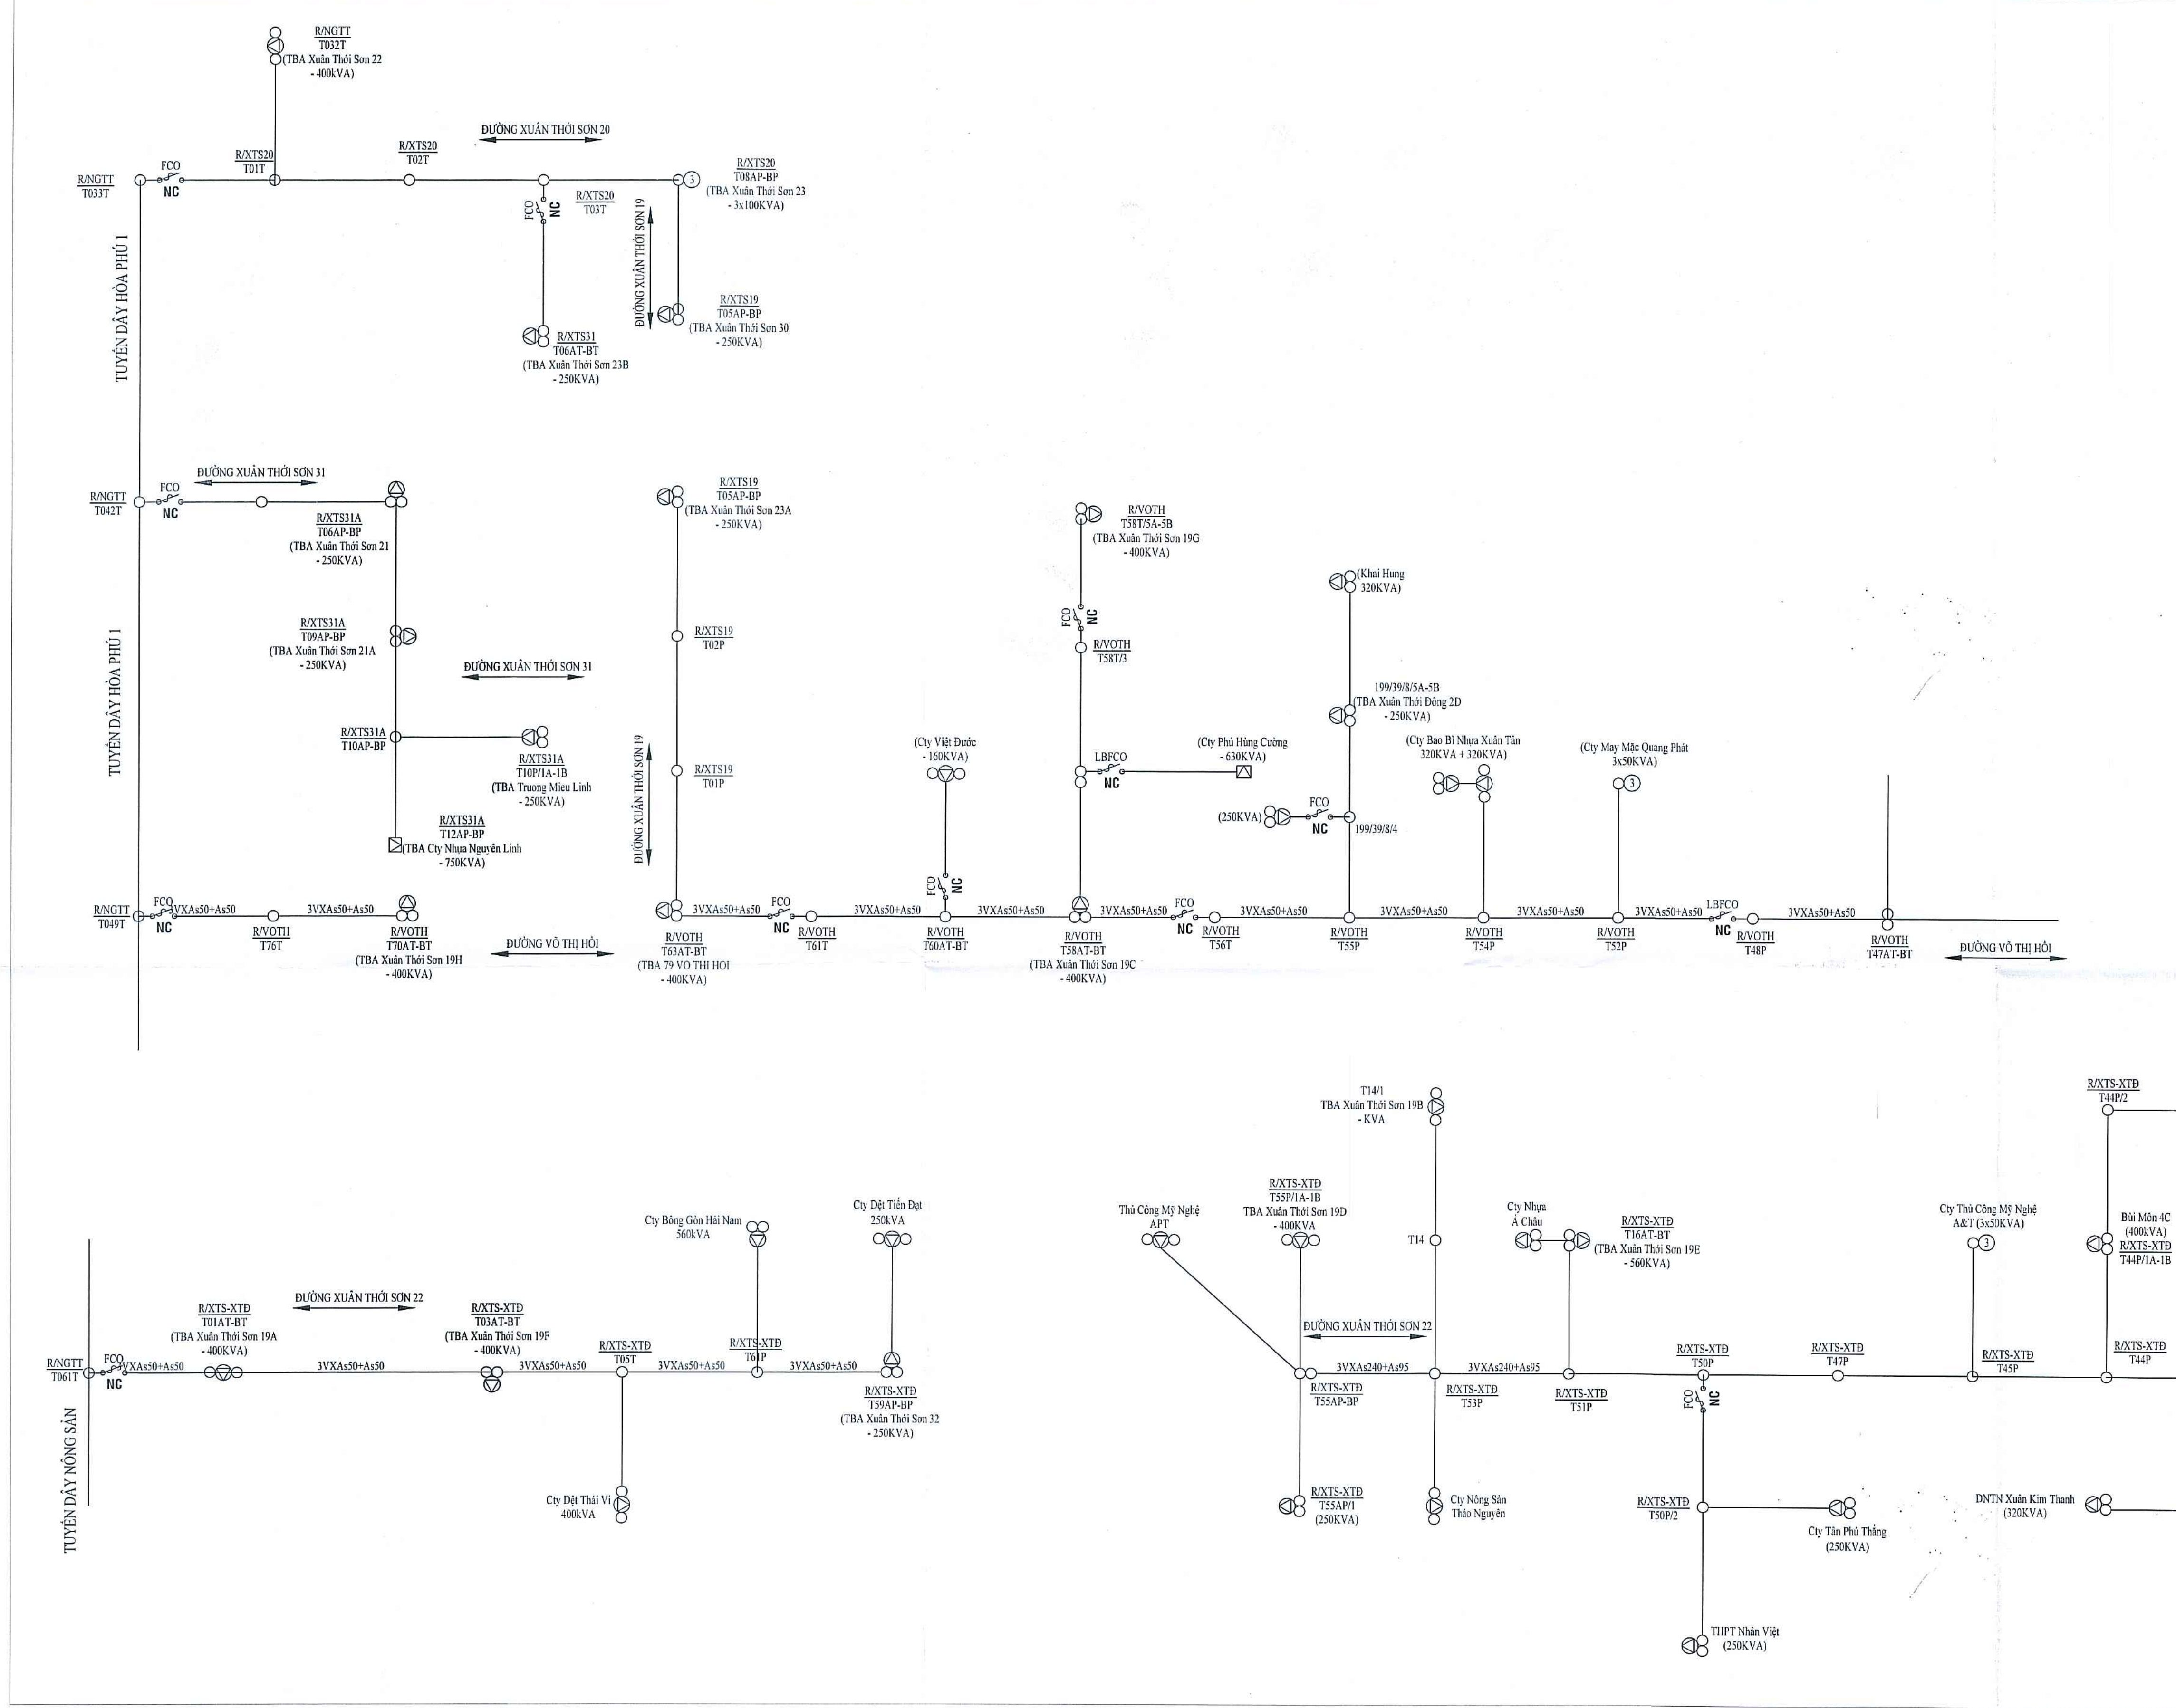 R/NGTT
T032T
(TBA Xuân Thới Sơn 22
- 400kVA)
ĐƯỜNG XUÂN THỚI SƠN 20
R/NGTT
T033T
FCO
NC
R/XTS20
T01T
R/XTS20
T02T
FCO
NC
R/XTS20
T03T
R/XTS20
T08AP-BP
(TBA Xuân Thới Sơn 23
- 3x100KVA)
3
ĐƯỜNG XUÂN THỚI SƠN 19
R/XTS19
T05AP-BP
(TBA Xuân Thới Sơn 30
- 250KVA)
R/XTS31
T06AT-BT
(TBA Xuân Thới Sơn 23B
- 250KVA)
TUYẾN DÂY HÒA PHÚ 1
R/NGTT
T042T
FCO
NC
ĐƯỜNG XUÂN THỚI SƠN 31
R/XTS31A
T06AP-BP
(TBA Xuân Thới Sơn 21
- 250KVA)
R/XTS31A
T09AP-BP
(TBA Xuân Thới Sơn 21A
- 250KVA)
ĐƯỜNG XUÂN THỚI SƠN 31
R/XTS31A
T10AP-BP
R/XTS31A
T10P/1A-1B
(TBA Truong Mieu Linh
- 250KVA)
R/XTS31A
T12AP-BP
(TBA Cty Nhựa Nguyên Linh
- 750KVA)
TUYẾN DÂY HÒA PHÚ 1
R/XTS19
T05AP-BP
(TBA Xuân Thới Sơn 23A
- 250KVA)
R/XTS19
T02P
R/XTS19
T01P
ĐƯỜNG XUÂN THỚI SƠN 19
(Cty Việt Đước
- 160KVA)
FCO
NC
R/VOTH
T58T/5A-5B
(TBA Xuân Thới Sơn 19G
- 400KVA)
FCO
NC
R/VOTH
T58T/3
LBFCO
NC
(Cty Phú Hùng Cường
- 630KVA)
(Khai Hung
320KVA)
199/39/8/5A-5B
(TBA Xuân Thới Đông 2D
- 250KVA)
(250KVA)
FCO
NC
199/39/8/4
(Cty Bao Bì Nhựa Xuân Tân
320KVA + 320KVA)
(Cty May Mặc Quang Phát
3x50KVA)
3
R/NGTT
T049T
FCO
NC
3VXAs50+As50
R/VOTH
T76T
3VXAs50+As50
R/VOTH
T70AT-BT
(TBA Xuân Thới Sơn 19H
- 400KVA)
ĐƯỜNG VÕ THỊ HỒI
R/VOTH
T63AT-BT
(TBA 79 VO THI HOI
- 400KVA)
3VXAs50+As50
FCO
NC
R/VOTH
T61T
3VXAs50+As50
R/VOTH
T60AT-BT
3VXAs50+As50
R/VOTH
T58AT-BT
(TBA Xuân Thới Sơn 19C
- 400KVA)
3VXAs50+As50
FCO
NC
R/VOTH
T56T
3VXAs50+As50
R/VOTH
T55P
3VXAs50+As50
R/VOTH
T54P
3VXAs50+As50
R/VOTH
T52P
3VXAs50+As50
LBFCO
NC
R/VOTH
T48P
3VXAs50+As50
R/VOTH
T47AT-BT
ĐƯỜNG VÕ THỊ HỒI
R/NGTT
T061T
FCO
NC
3VXAs50+As50
R/XTS-XTĐ
T01AT-BT
(TBA Xuân Thới Sơn 19A
- 400KVA)
ĐƯỜNG XUÂN THỚI SƠN 22
3VXAs50+As50
R/XTS-XTĐ
T03AT-BT
(TBA Xuân Thới Sơn 19F
- 400KVA)
3VXAs50+As50
R/XTS-XTĐ
T05T
Cty Dệt Thái Vi
400kVA
3VXAs50+As50
Cty Bông Gòn Hải Nam
560kVA
R/XTS-XTĐ
T61P
3VXAs50+As50
Cty Dệt Tiến Đạt
250kVA
R/XTS-XTĐ
T59AP-BP
(TBA Xuân Thới Sơn 32
- 250KVA)
TUYẾN DÂY NÔNG SẢN
Thủ Công Mỹ Nghệ
APT
R/XTS-XTĐ
T55P/1A-1B
TBA Xuân Thới Sơn 19D
- 400KVA
T14/1
TBA Xuân Thới Sơn 19B
- KVA
T14
ĐƯỜNG XUÂN THỚI SƠN 22
R/XTS-XTĐ
T55AP-BP
3VXAs240+As95
R/XTS-XTĐ
T53P
3VXAs240+As95
R/XTS-XTĐ
T51P
R/XTS-XTĐ
T55AP/1
(250KVA)
Cty Nông Sản
Thảo Nguyên
Cty Nhựa
Á Châu
R/XTS-XTĐ
T16AT-BT
(TBA Xuân Thới Sơn 19E
- 560KVA)
R/XTS-XTĐ
T50P
FCO
NC
R/XTS-XTĐ
T50P/2
Cty Tân Phú Thắng
(250KVA)
THPT Nhân Việt
(250KVA)
R/XTS-XTĐ
T47P
Cty Thủ Công Mỹ Nghệ
A&T (3x50KVA)
3
R/XTS-XTĐ
T45P
R/XTS-XTĐ
T44P/2
Bùi Môn 4C
(400kVA)
R/XTS-XTĐ
T44P/1A-1B
R/XTS-XTĐ
T44P
DNTN Xuân Kim Thanh
(320KVA)